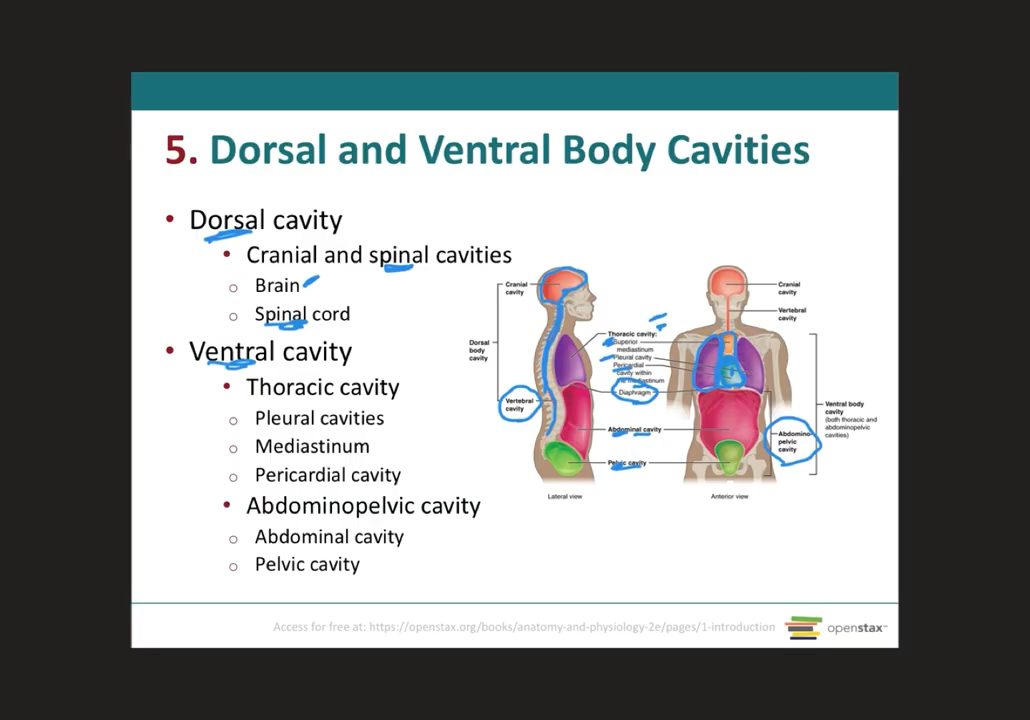 5. Dorsal and Ventral Body Cavities
• Dorsal cavity
• Cranial and spinal cavities
○ Brain
○ Spinal cord
• Ventral cavity
• Thoracic cavity
○ Pleural cavities
○ Mediastinum
○ Pericardial cavity
• Abdominopelvic cavity
○ Abdominal cavity
○ Pelvic cavity
Dorsal
body
cavity
Cranial
cavity
Vertebral
cavity
Thoracic cavity:
Superior
mediastinum
Pleural cavity
Pericardial
cavity within
the mediastinum
Diaphragm
Abdominal cavity
Pelvic cavity
Lateral view
Cranial
cavity
Vertebral
cavity
Abdomino-
pelvic
cavity
Ventral body
cavity
(both thoracic and
abdominopelvic
cavities)
Anterior view
Access for free at: https://openstax.org/books/anatomy-and-physiology-2e/pages/1-introduction
openstax™